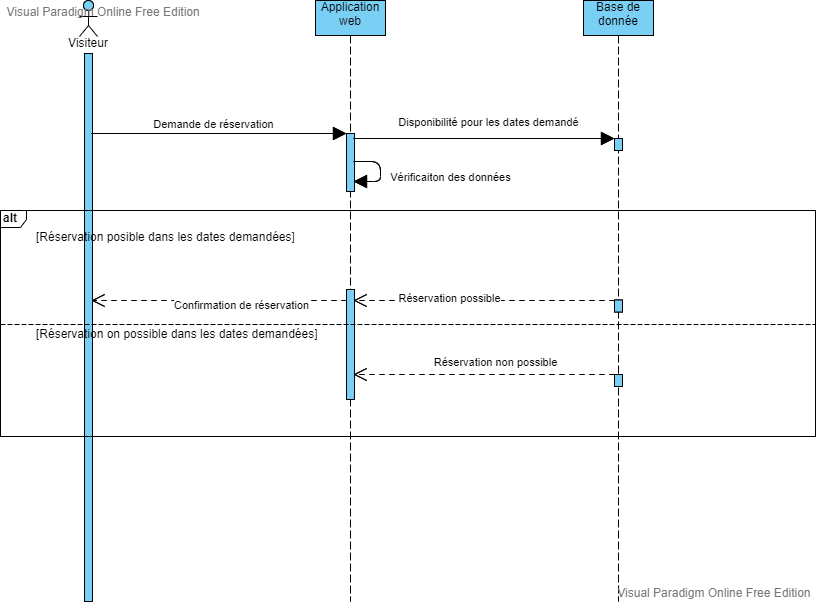 Visual Paradigm Online Free Edition
Application
web
Base de
donnée
Visiteur
Demande de réservation
Disponibilité pour les dates demandé
Vérificaiton des données
alt
[Réservation posible dans les dates demandées]
Confirmation de réservation
Réservation possible
[Réservation on possible dans les dates demandées]
Réservation non possible
Visual Paradigm Online Free Edition